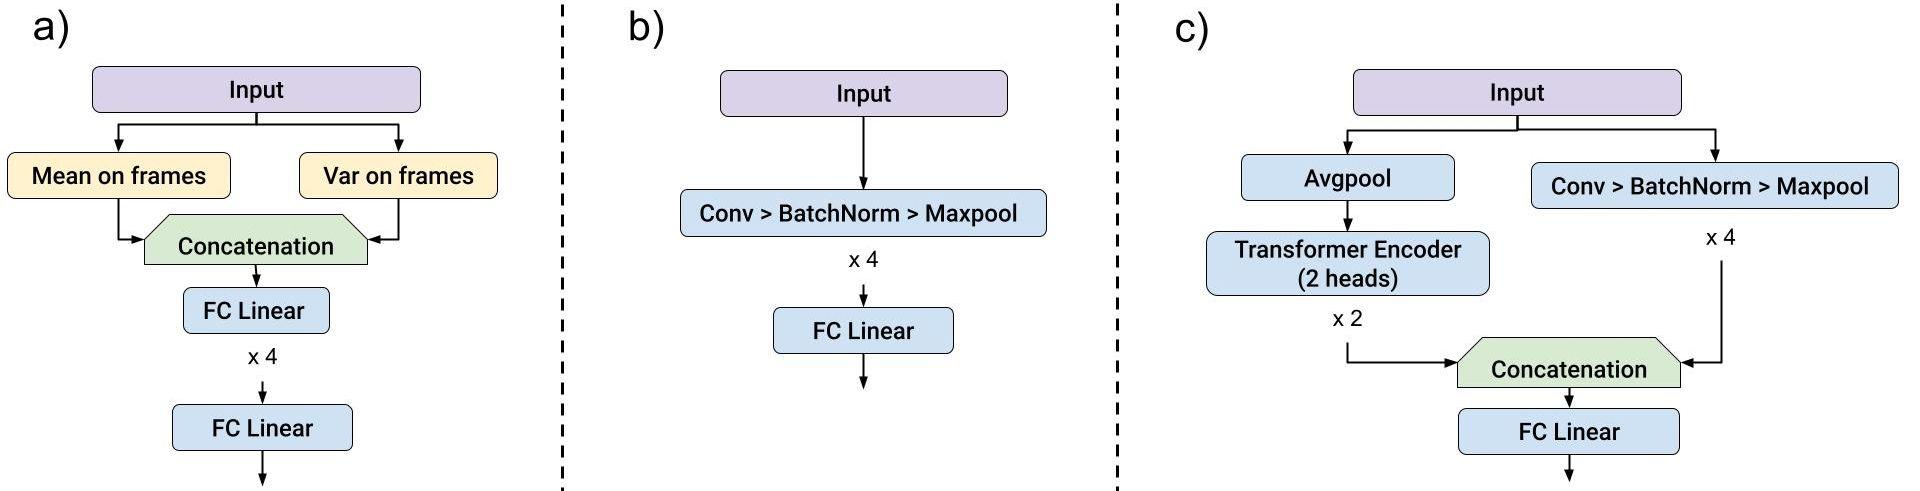 a)
Input
Mean on frames
Var on frames
Concatenation
FC Linear
x 4
FC Linear
b)
Input
Conv > BatchNorm > Maxpool
x 4
FC Linear
c)
Input
Avgpool
Conv > BatchNorm > Maxpool
x 4
Transformer Encoder
(2 heads)
x 2
Concatenation
FC Linear